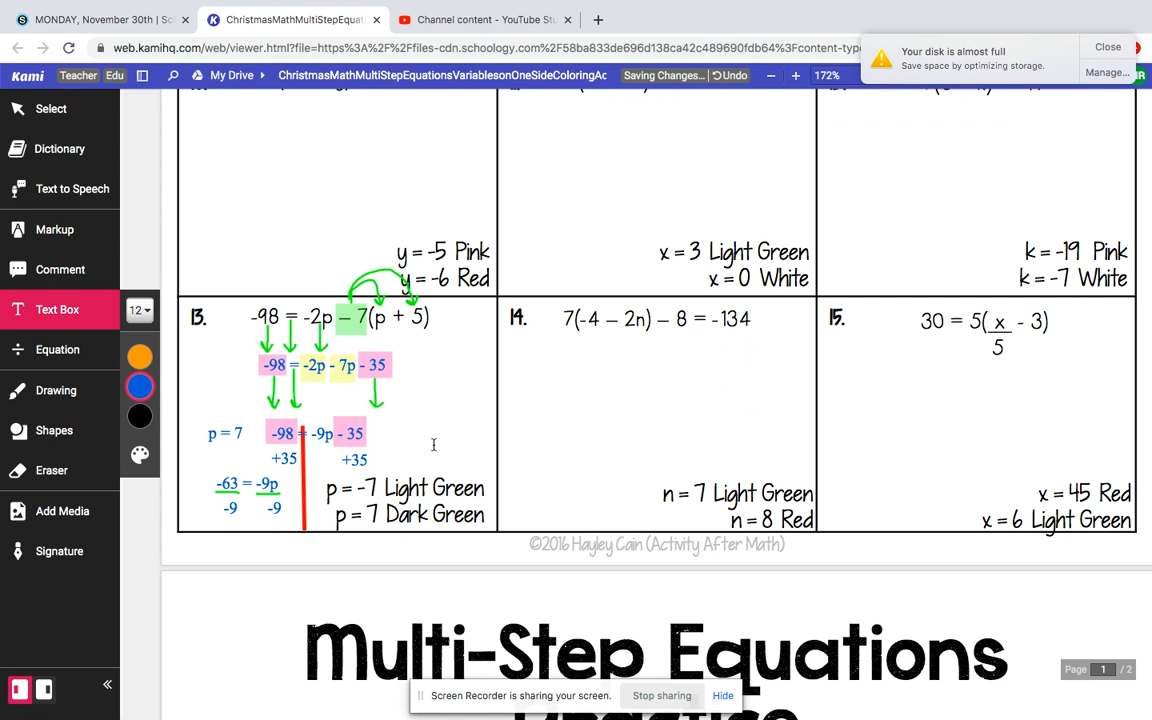 MONDAY, November 30th | Sc
ChristmasMathMultiStepEquat
Channel content - YouTube Stu
web.kamihq.com/web/viewer.html?file=https%3A%2F%2Ffiles-cdn.schoology.com%2F58ba833de696d138ca42c489690fdb64%3Fcontent-type
Your disk is almost full
Save space by optimizing storage.
Close
Manage...
Kami
Teacher
Edu
My Drive
ChristmasMathMultiStepEquationsVariablesonOneSideColoringAc
Saving Changes...
Undo
172%
Select
Dictionary
Text to Speech
Markup
Comment
Text Box
12
Equation
Drawing
Shapes
Eraser
Add Media
Signature
y = -5 Pink
y = -6 Red
x = 3 Light Green
x = 0 White
k = -19 Pink
k = -7 White
13. -98 = -2p – 7(p + 5)
-98 = -2p - 7p - 35
p = 7 -98 = -9p - 35
+35 +35
-63 = -9p
-9 -9
p = -7 Light Green
p = 7 Dark Green
14. 7(-4 – 2n) – 8 = -134
n = 7 Light Green
n = 8 Red
15. 30 = 5(x - 3)
5
x = 45 Red
x = 6 Light Green
©2016 Hayley Cain (Activity After Math)
Multi-Step Equations
Practice
Page 1 / 2
Screen Recorder is sharing your screen.
Stop sharing
Hide